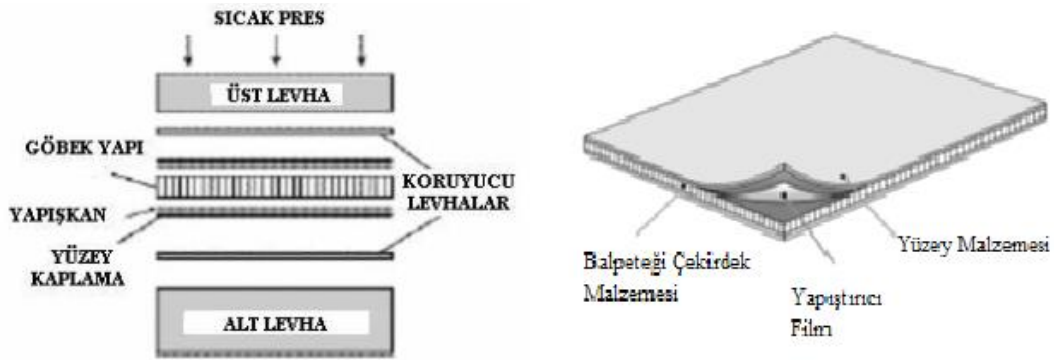 SICAK PRES
ÜST LEVHA
GÖBEK YAPI
KORUYUCU
LEVHALAR
YAPIŞKAN
YÜZEY
KAPLAMA
ALT LEVHA
Balpeteği Çekirdek
Malzemesi
Yapıştırıcı
Film
Yüzey Malzemesi